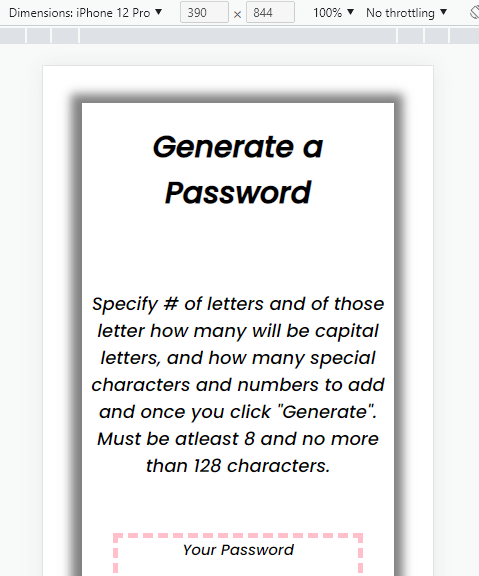 Dimensions: iPhone 12 Pro ▼ 390 × 844 100% ▼ No throttling ▼
Generate a
Password
Specify # of letters and of those
letter how many will be capital
letters, and how many special
characters and numbers to add
and once you click "Generate".
Must be atleast 8 and no more
than 128 characters.
Your Password